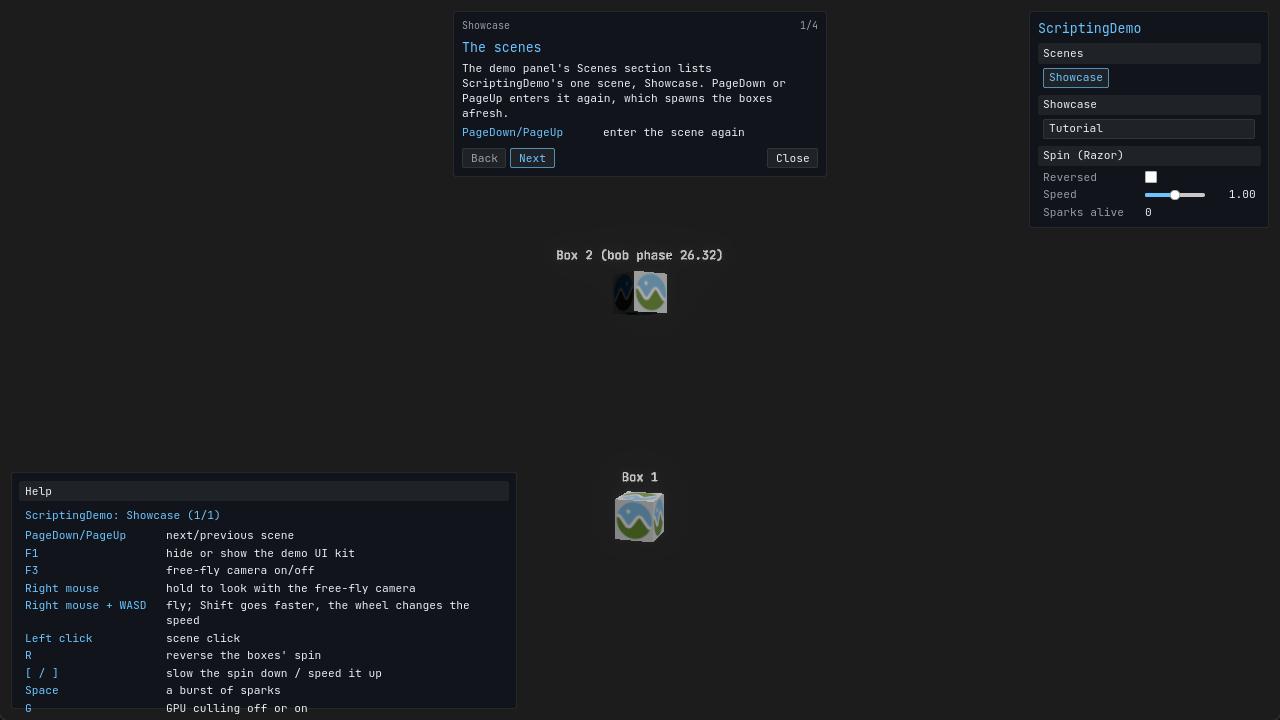 Showcase 1/4
The scenes
The demo panel's Scenes section lists
ScriptingDemo's one scene, Showcase. PageDown or
PageUp enters it again, which spawns the boxes
afresh.
PageDown/PageUp enter the scene again
Back Next Close
ScriptingDemo
Scenes
Showcase
Showcase
Tutorial
Spin (Razor)
Reversed
Speed 1.00
Sparks alive 0
Box 2 (bob phase 26.32)
Box 1
Help
ScriptingDemo: Showcase (1/1)
PageDown/PageUp next/previous scene
F1 hide or show the demo UI kit
F3 free-fly camera on/off
Right mouse hold to look with the free-fly camera
Right mouse + WASD fly; Shift goes faster, the wheel changes the
speed
Left click scene click
R reverse the boxes' spin
[ / ] slow the spin down / speed it up
Space a burst of sparks
G GPU culling off or on